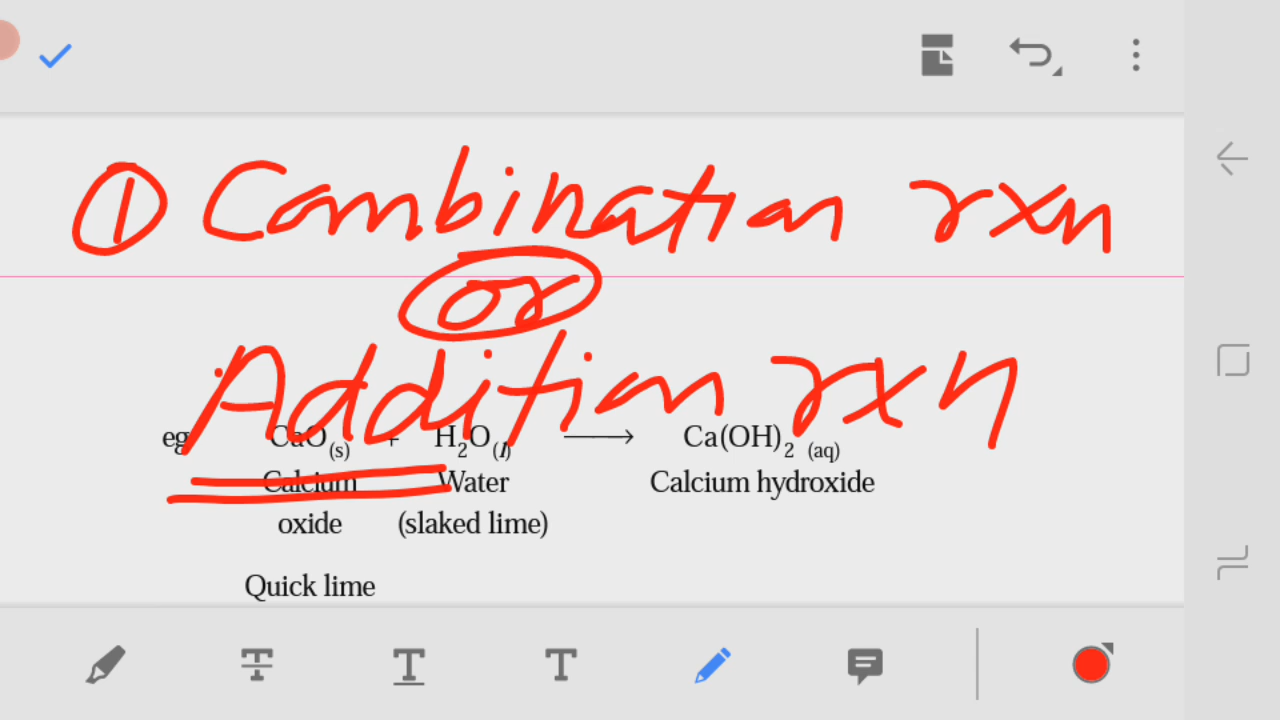 ① Combination rxn
or
Addition rxn
eg CaO(s) + H2O(l) ⟶ Ca(OH)2 (aq)
Calcium Water Calcium hydroxide
oxide (slaked lime)
Quick lime
T T T